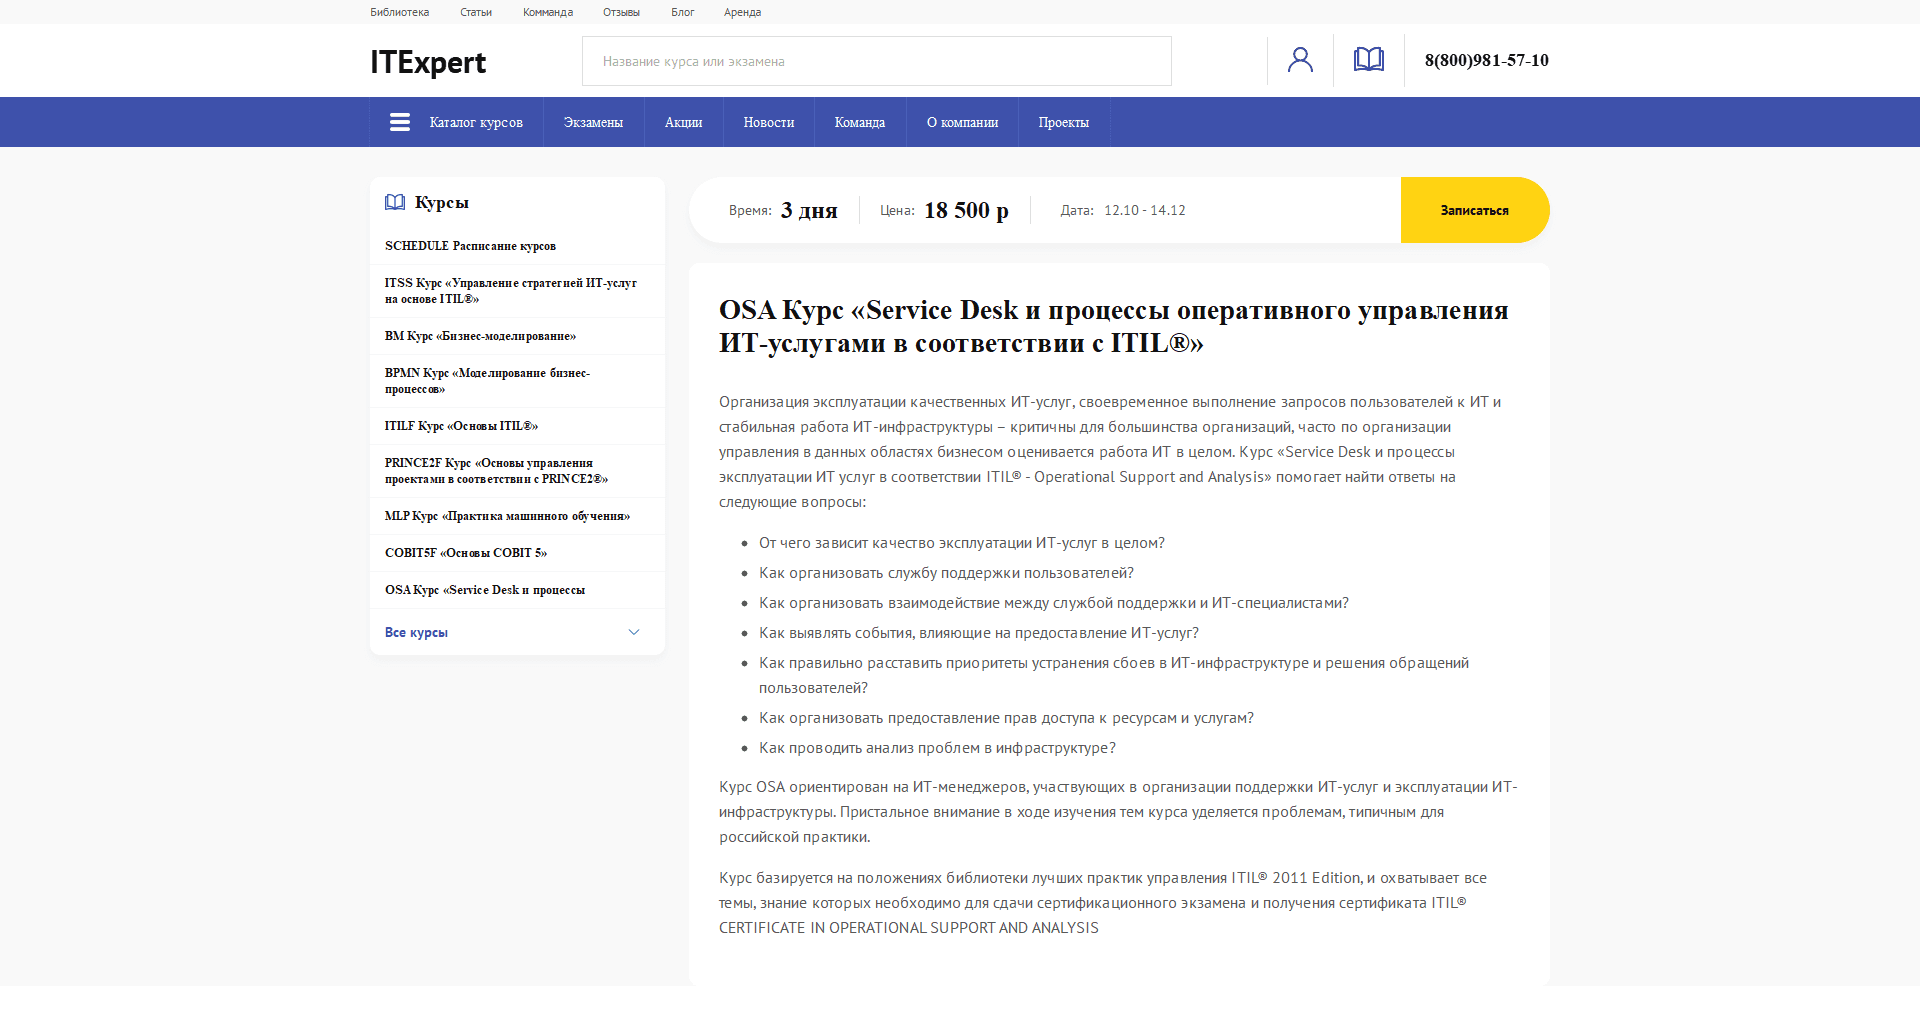 Библиотека Статьи Комманда Отзывы Блог Аренда
ITExpert
Название курса или экзамена
8(800)981-57-10
Каталог курсов Экзамены Акции Новости Команда О компании Проекты
Курсы
SCHEDULE Расписание курсов
ITSS Курс «Управление стратегией ИТ-услуг
на основе ITIL®»
BM Курс «Бизнес-моделирование»
BPMN Курс «Моделирование бизнес-
процессов»
ITILF Курс «Основы ITIL®»
PRINCE2F Курс «Основы управления
проектами в соответствии с PRINCE2®»
MLP Курс «Практика машинного обучения»
COBIT5F «Основы COBIT 5»
OSA Курс «Service Desk и процессы
Все курсы
Время: 3 дня Цена: 18 500 р Дата: 12.10 - 14.12
Записаться
OSA Курс «Service Desk и процессы оперативного управления
ИТ-услугами в соответствии с ITIL®»
Организация эксплуатации качественных ИТ-услуг, своевременное выполнение запросов пользователей к ИТ и
стабильная работа ИТ-инфраструктуры – критичны для большинства организаций, часто по организации
управления в данных областях бизнесом оценивается работа ИТ в целом. Курс «Service Desk и процессы
эксплуатации ИТ услуг в соответствии ITIL® - Operational Support and Analysis» помогает найти ответы на
следующие вопросы:
• От чего зависит качество эксплуатации ИТ-услуг в целом?
• Как организовать службу поддержки пользователей?
• Как организовать взаимодействие между службой поддержки и ИТ-специалистами?
• Как выявлять события, влияющие на предоставление ИТ-услуг?
• Как правильно расставить приоритеты устранения сбоев в ИТ-инфраструктуре и решения обращений
пользователей?
• Как организовать предоставление прав доступа к ресурсам и услугам?
• Как проводить анализ проблем в инфраструктуре?
Курс OSA ориентирован на ИТ-менеджеров, участвующих в организации поддержки ИТ-услуг и эксплуатации ИТ-
инфраструктуры. Пристальное внимание в ходе изучения тем курса уделяется проблемам, типичным для
российской практики.
Курс базируется на положениях библиотеки лучших практик управления ITIL® 2011 Edition, и охватывает все
темы, знание которых необходимо для сдачи сертификационного экзамена и получения сертификата ITIL®
CERTIFICATE IN OPERATIONAL SUPPORT AND ANALYSIS